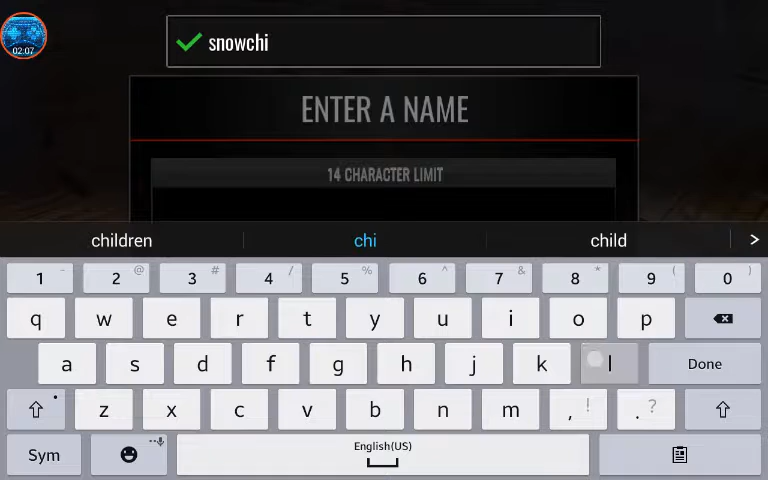 02:07
snowchi
ENTER A NAME
14 CHARACTER LIMIT
children chi child >
1 - 2 @ 3 # 4 / 5 % 6 ^ 7 & 8 * 9 ( 0 )
q w e r t y u i o p
a s d f g h j k l Done
z x c v b n m , ! . ?
Sym English(US)